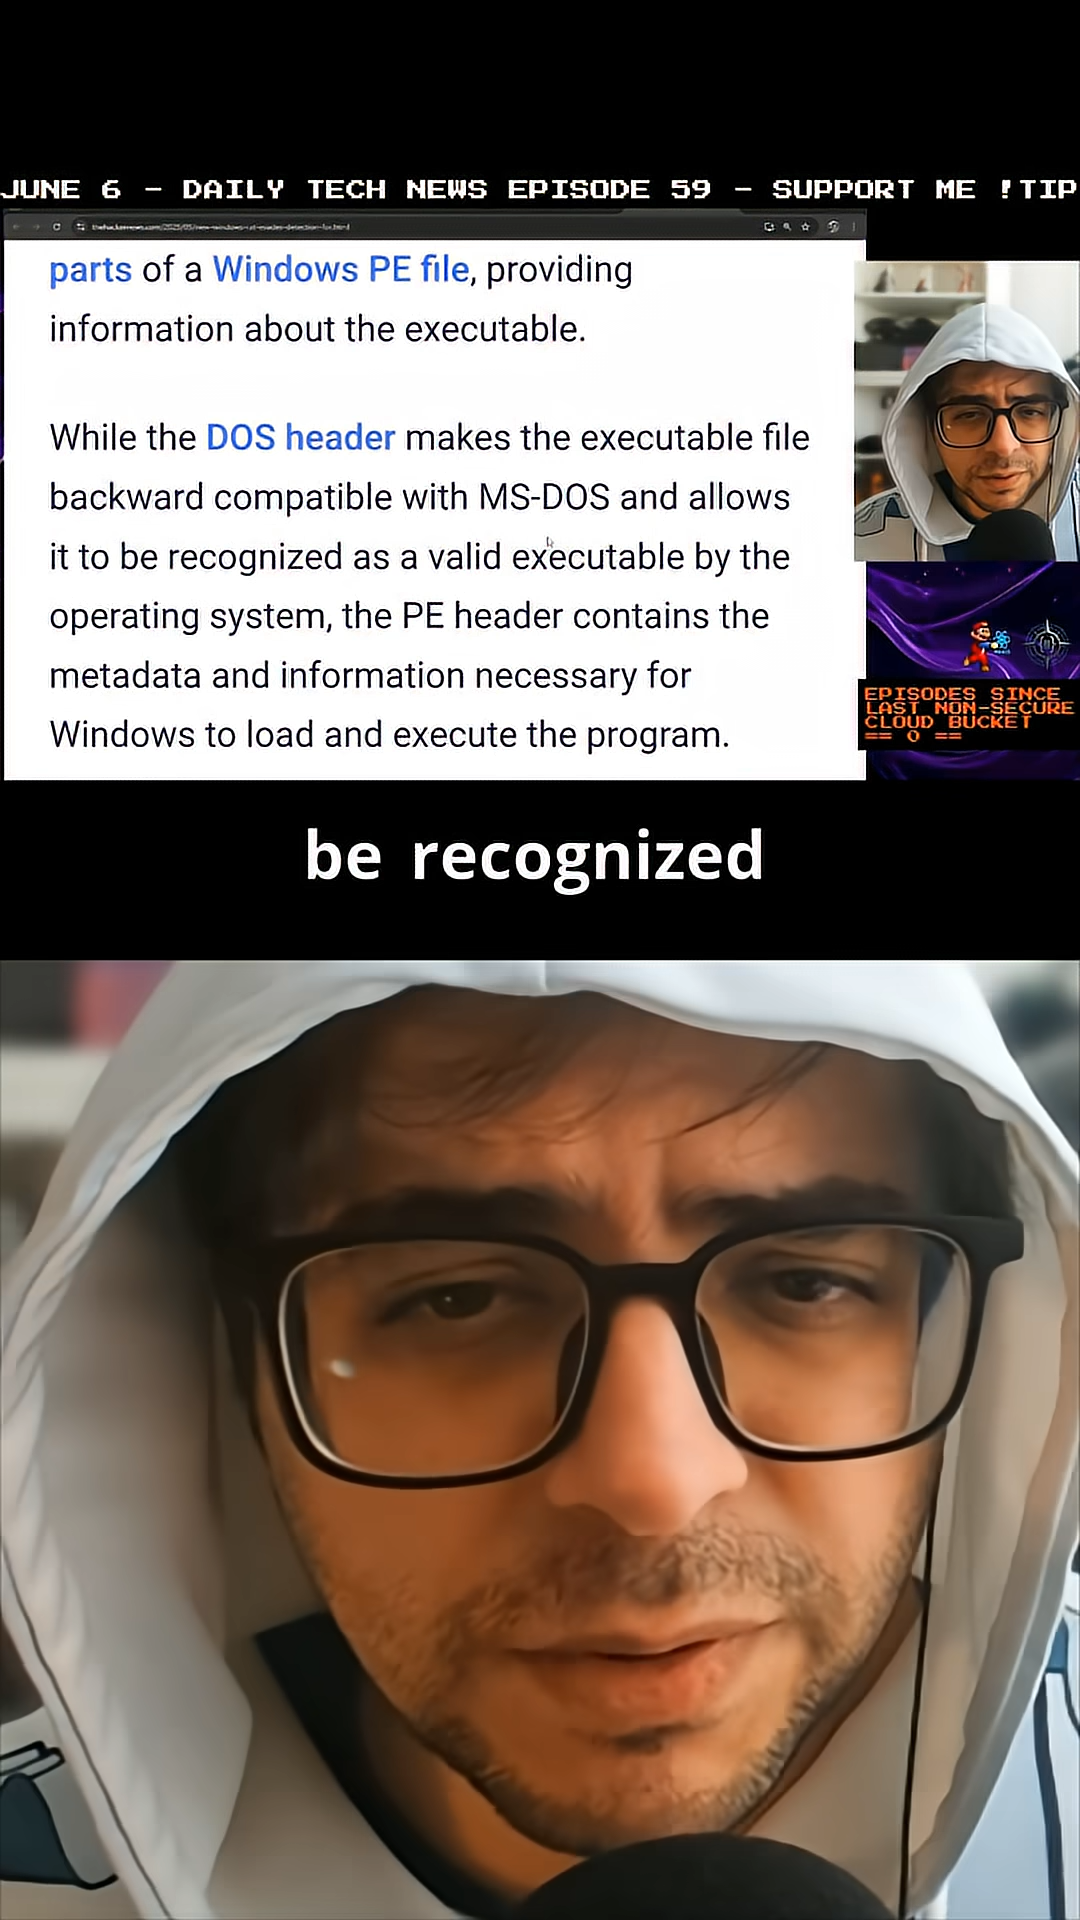 JUNE 6 - DAILY TECH NEWS EPISODE 59 - SUPPORT ME !TIP
parts of a Windows PE file, providing
information about the executable.
While the DOS header makes the executable file
backward compatible with MS-DOS and allows
it to be recognized as a valid executable by the
operating system, the PE header contains the
metadata and information necessary for
Windows to load and execute the program.
EPISODES SINCE
LAST NON-SECURE
CLOUD BUCKET
== 0 ==
be recognized